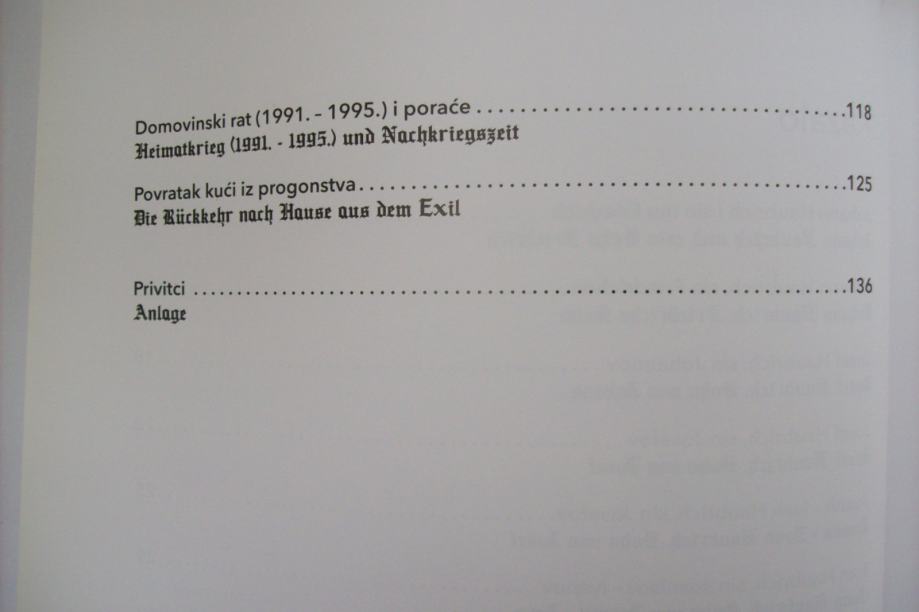 Domovinski rat (1991. - 1995.) i poraće ........................................118
Heimatkrieg (1991. - 1995.) und Nachkriegszeit
Povratak kući iz progonstva.....................................................125
Die Rückkehr nach Hause aus dem Exil
Privitci ........................................................................136
Anlage